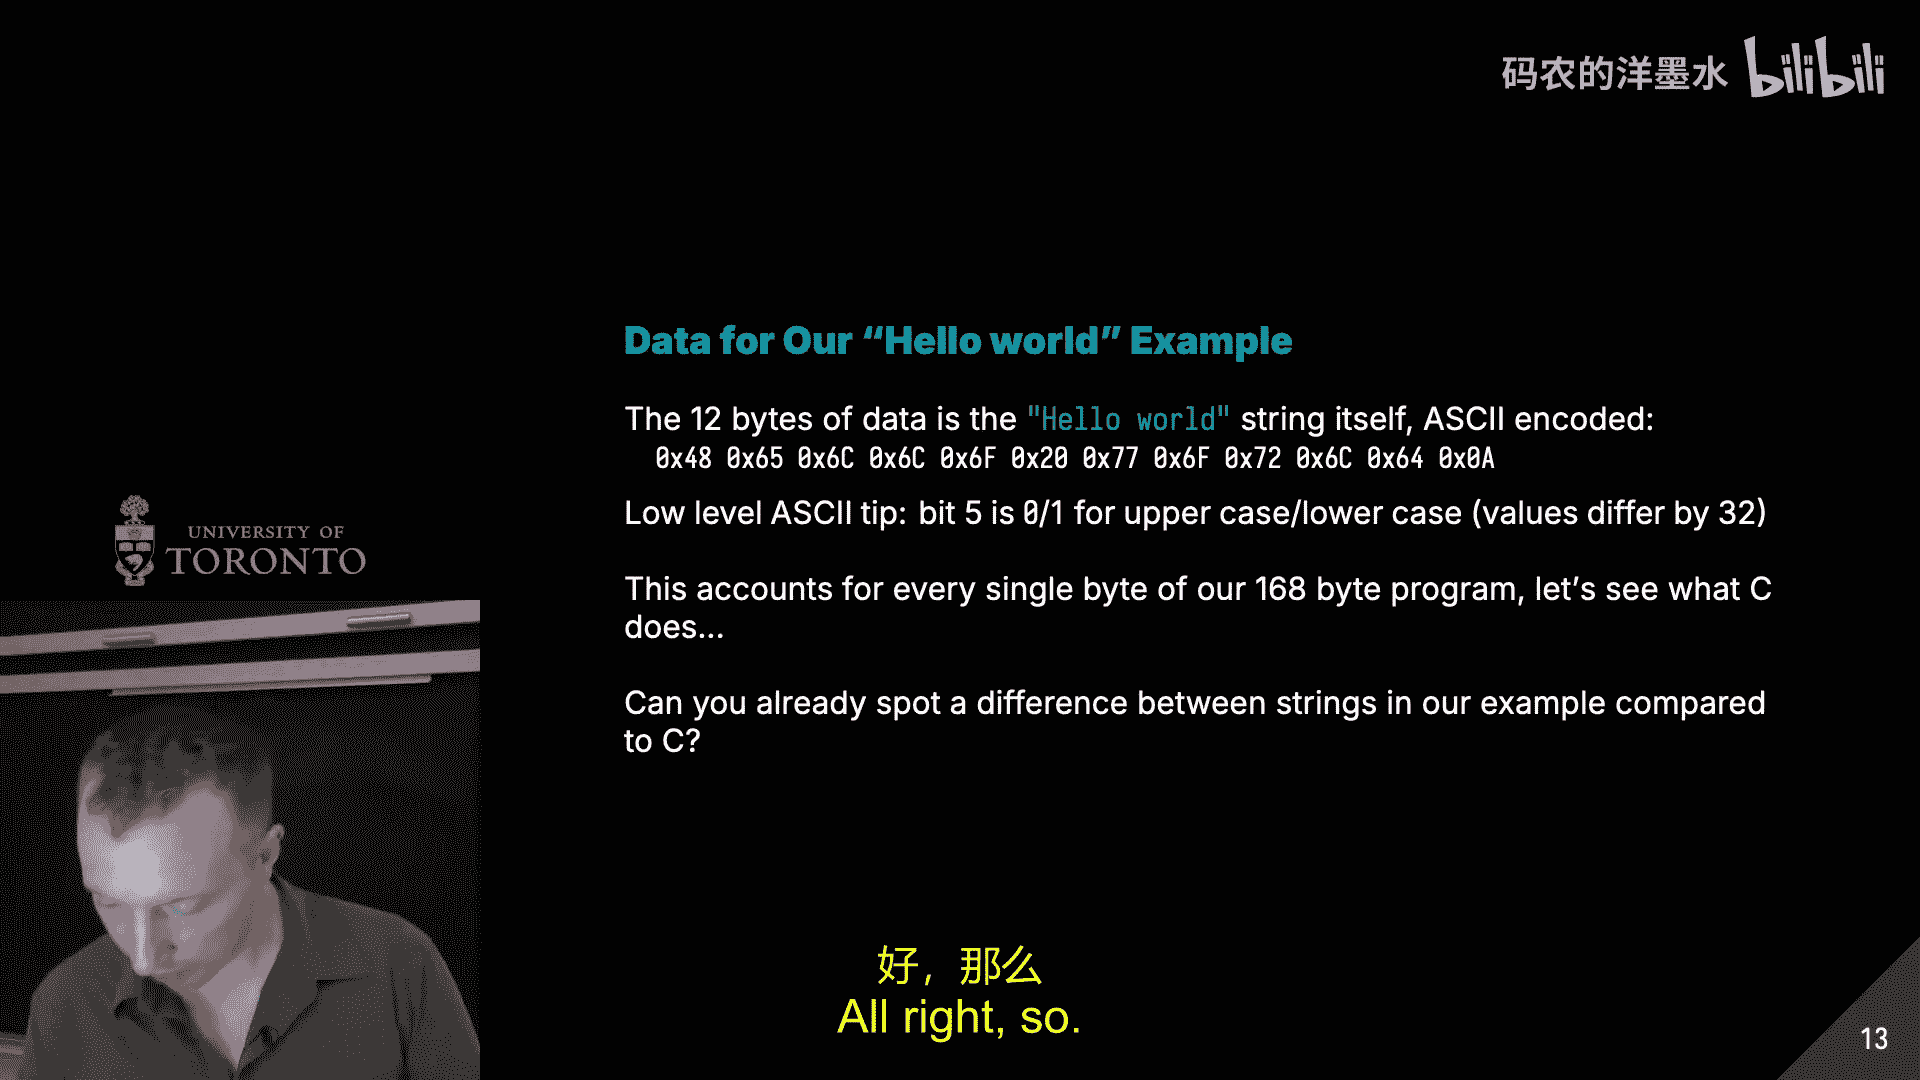 码农的洋墨水 bilibili
Data for Our “Hello world” Example
The 12 bytes of data is the "Hello world" string itself, ASCII encoded:
0x48 0x65 0x6C 0x6C 0x6F 0x20 0x77 0x6F 0x72 0x6C 0x64 0x0A
Low level ASCII tip: bit 5 is 0/1 for upper case/lower case (values differ by 32)
UNIVERSITY OF
TORONTO
This accounts for every single byte of our 168 byte program, let’s see what C
does…
Can you already spot a difference between strings in our example compared
to C?
好，那么
All right, so.
13